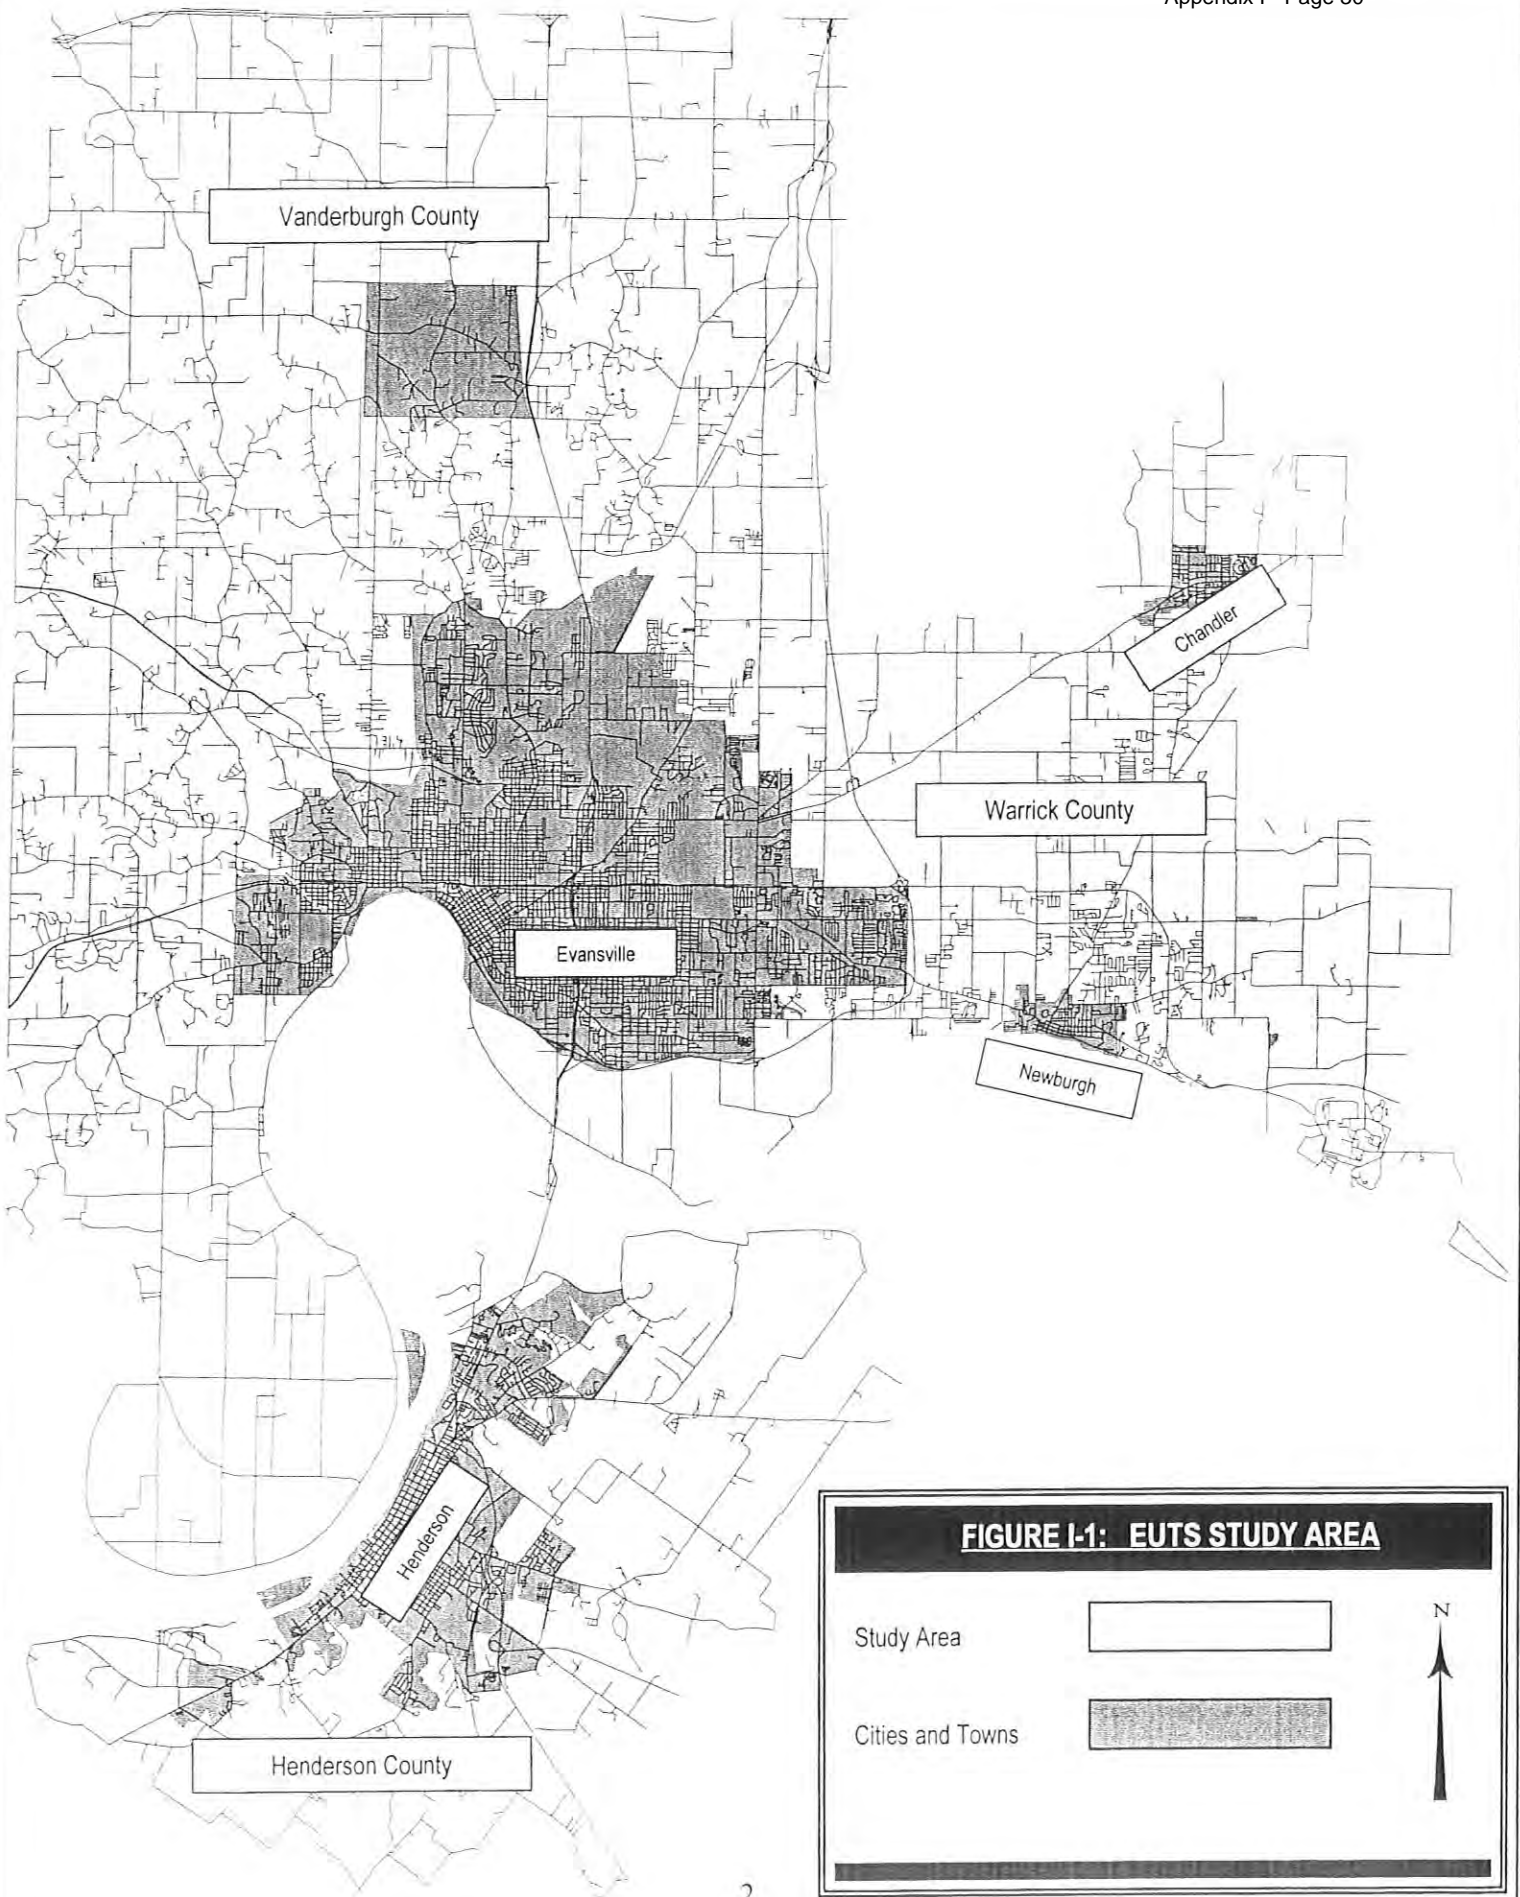 Vanderburgh County
Chandler
Warrick County
Evansville
Newburgh
Henderson
Henderson County
FIGURE I-1: EUTS STUDY AREA
Study Area
N
Cities and Towns
2